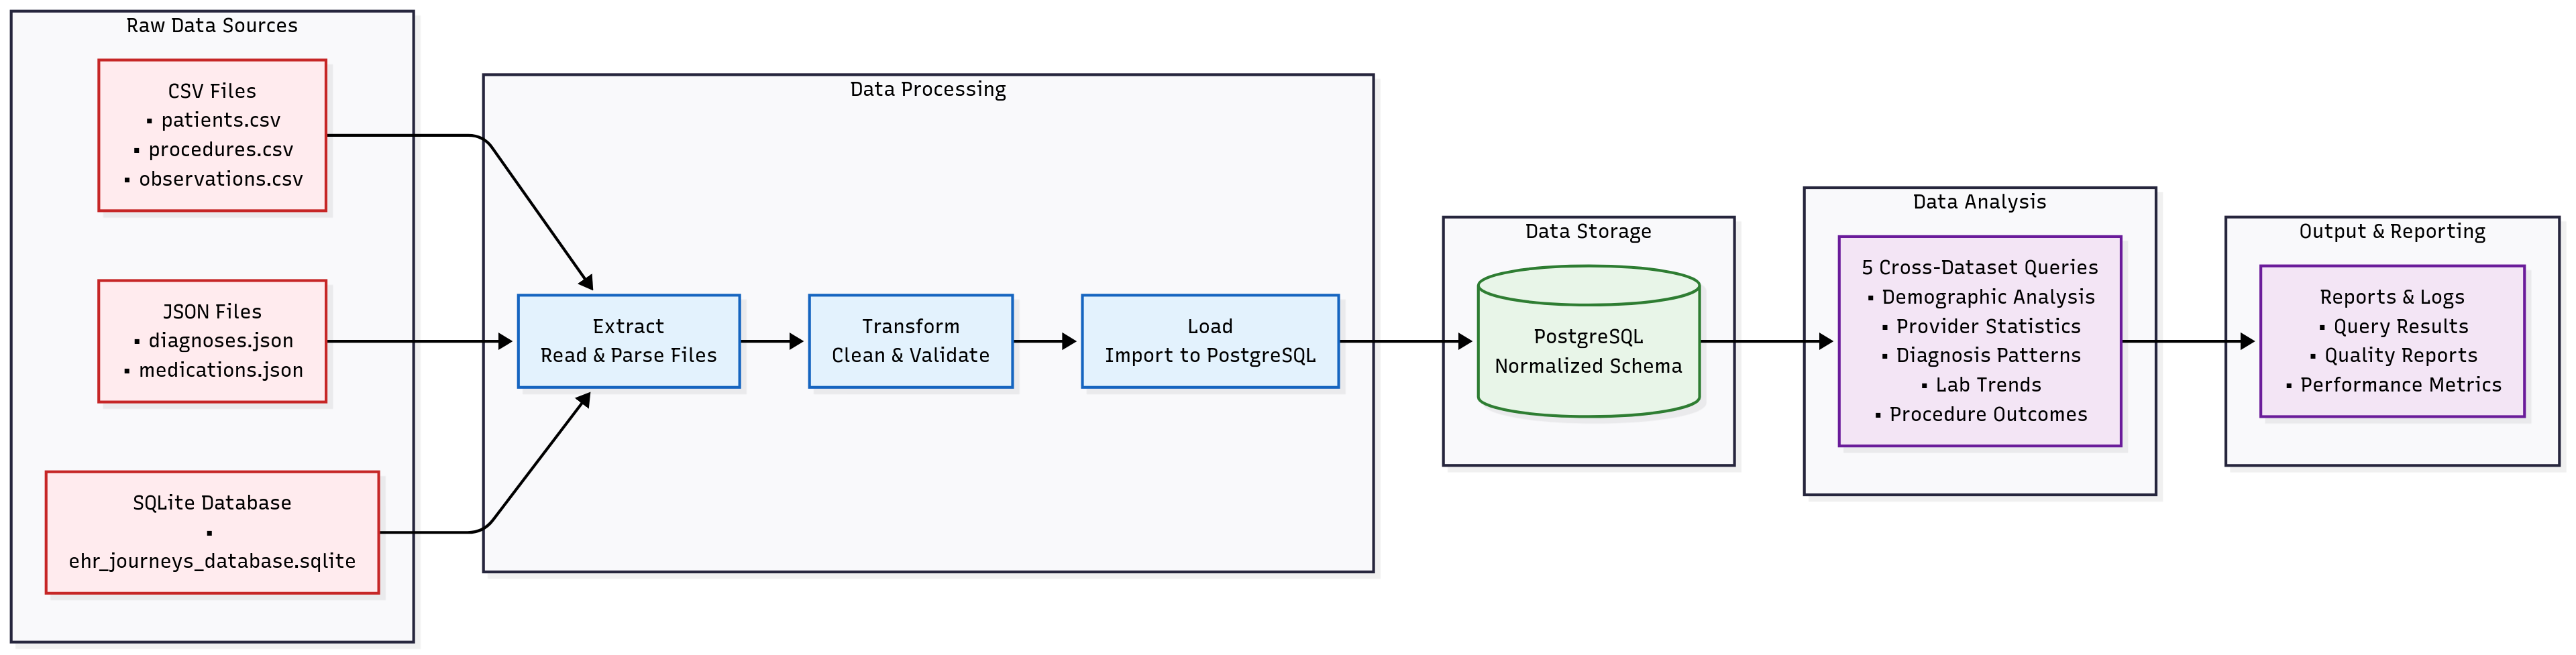 Raw Data Sources
CSV Files
▪ patients.csv
▪ procedures.csv
▪ observations.csv
JSON Files
▪ diagnoses.json
▪ medications.json
SQLite Database
▪
ehr_journeys_database.sqlite
Data Processing
Extract
Read & Parse Files
Transform
Clean & Validate
Load
Import to PostgreSQL
Data Storage
PostgreSQL
Normalized Schema
Data Analysis
5 Cross-Dataset Queries
▪ Demographic Analysis
▪ Provider Statistics
▪ Diagnosis Patterns
▪ Lab Trends
▪ Procedure Outcomes
Output & Reporting
Reports & Logs
▪ Query Results
▪ Quality Reports
▪ Performance Metrics